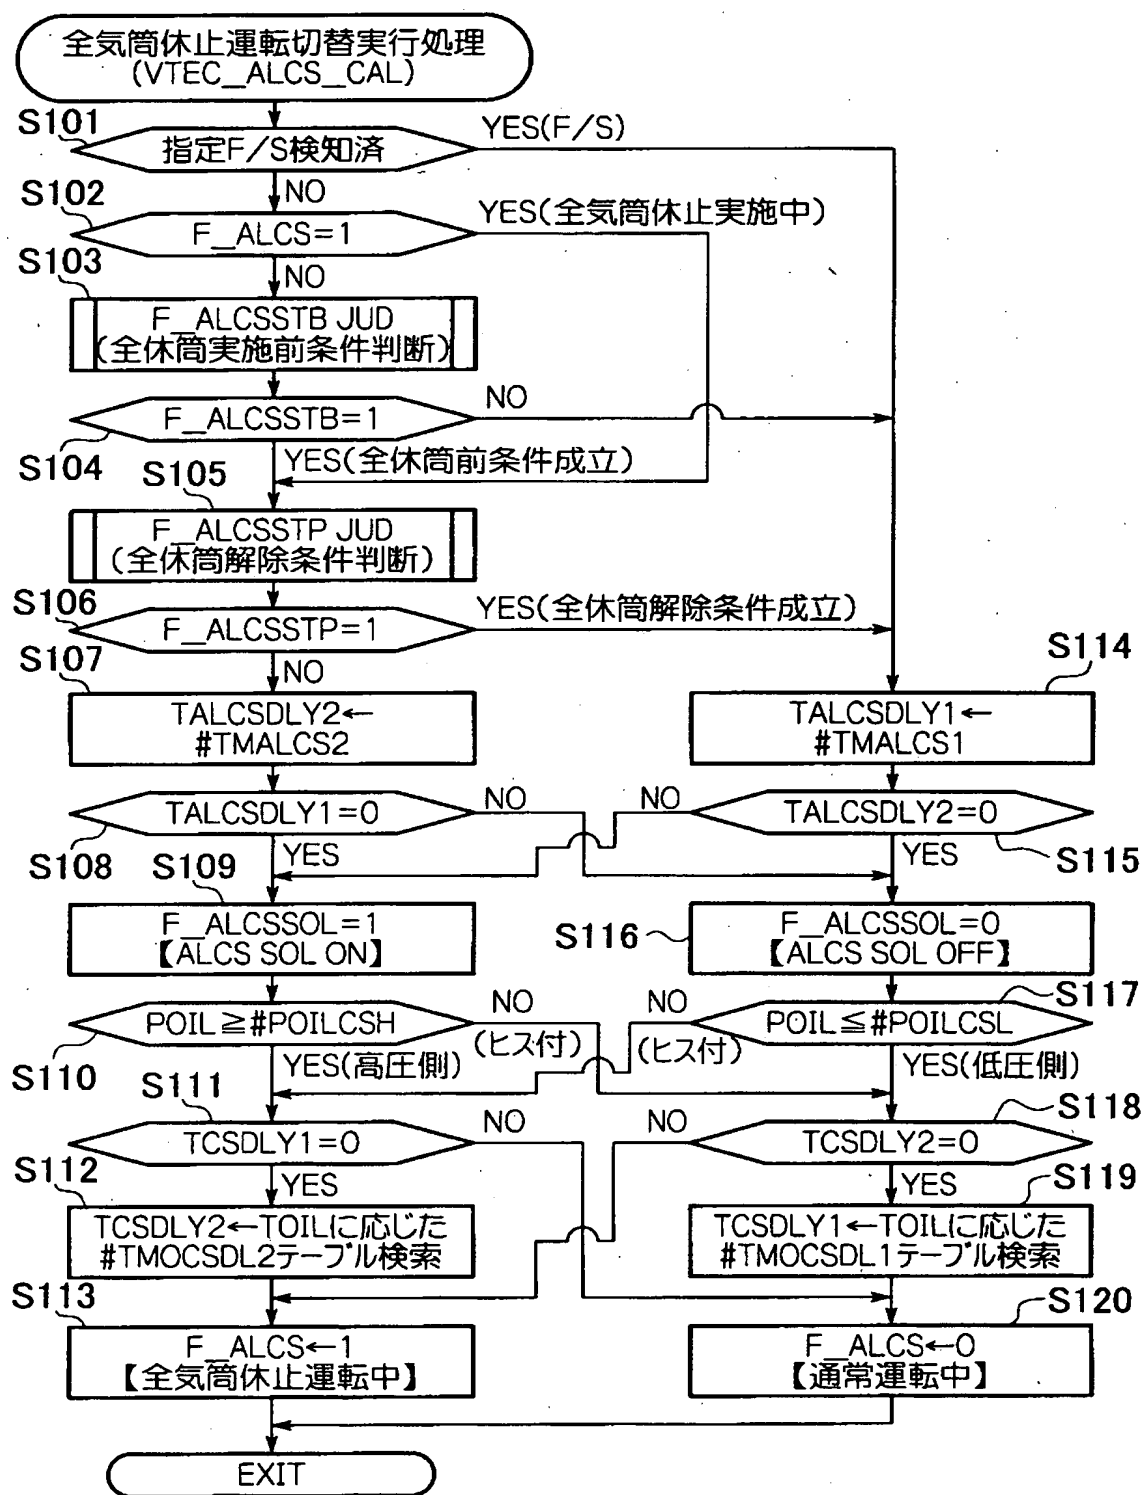 全気筒休止運転切替実行処理
(VTEC_ALCS_CAL)
S101
指定F/S検知済
YES(F/S)
NO
S102
F_ALCS=1
YES(全気筒休止実施中)
NO
S103
F_ALCSSTB JUD
(全休筒実施前条件判断)
S104
F_ALCSSTB=1
NO
YES(全休筒前条件成立)
S105
F_ALCSSTP JUD
(全休筒解除条件判断)
S106
F_ALCSSTP=1
YES(全休筒解除条件成立)
NO
S107
TALCSDLY2←
#TMALCS2
S114
TALCSDLY1←
#TMALCS1
S108
TALCSDLY1=0
NO
YES
NO
TALCSDLY2=0
S115
YES
S109
F_ALCSSOL=1
【ALCS SOL ON】
S116
F_ALCSSOL=0
【ALCS SOL OFF】
S110
POIL≧#POILCSH
NO
(ヒス付)
YES(高圧側)
S117
NO
(ヒス付)
POIL≦#POILCSL
YES(低圧側)
S111
TCSDLY1=0
NO
YES
S118
NO
TCSDLY2=0
YES
S112
TCSDLY2←TOILに応じた
#TMOCSDL2テーブル検索
S119
TCSDLY1←TOILに応じた
#TMOCSDL1テーブル検索
S113
F_ALCS←1
【全気筒休止運転中】
S120
F_ALCS←0
【通常運転中】
EXIT